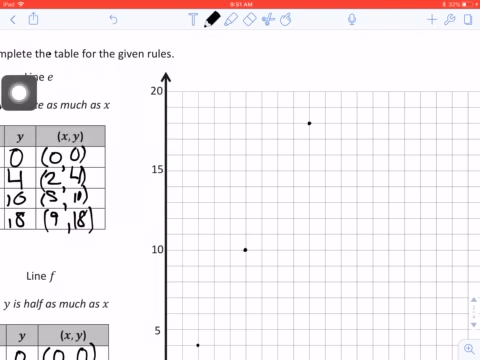 iPad 9:51 AM 32%
T
mplete the table for the given rules.
Line e
as much as x
y (x, y)
0 (0, 0)
4 (2, 4)
10 (5, 10)
18 (9, 18)
Line f
y is half as much as x
y (x, y)
0 (0, 0)
20
15
10
5